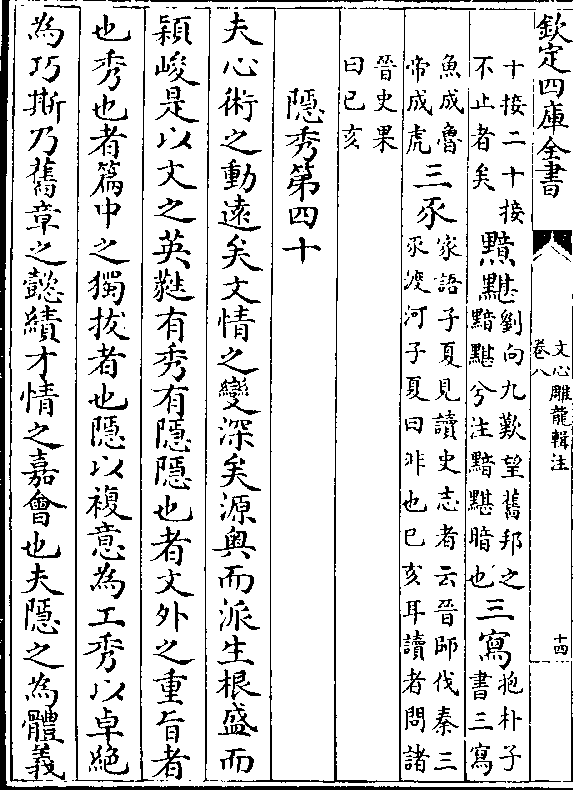 欽定四庫全書
文心雕龍輯注
卷八
十四
十接二十接
不止者矣
黯黮
劉向九歎望舊邦之
黯黮兮注黯黮暗也
三寫
抱朴子
書三寫
魚成魯
帝成虎
三豕
家語子夏見讀史志者云晉師伐秦三
豕渡河子夏曰非也已亥耳讀者問諸
晉史果
曰已亥
隱秀第四十
夫心術之動遠矣文情之變深矣源奥而派生根盛而
穎峻是以文之英蕤有秀有隱隱也者文外之重旨者
也秀也者篇中之獨拔者也隱以複意為工秀以卓絶
為巧斯乃舊章之懿績才情之嘉會也夫隱之為體義